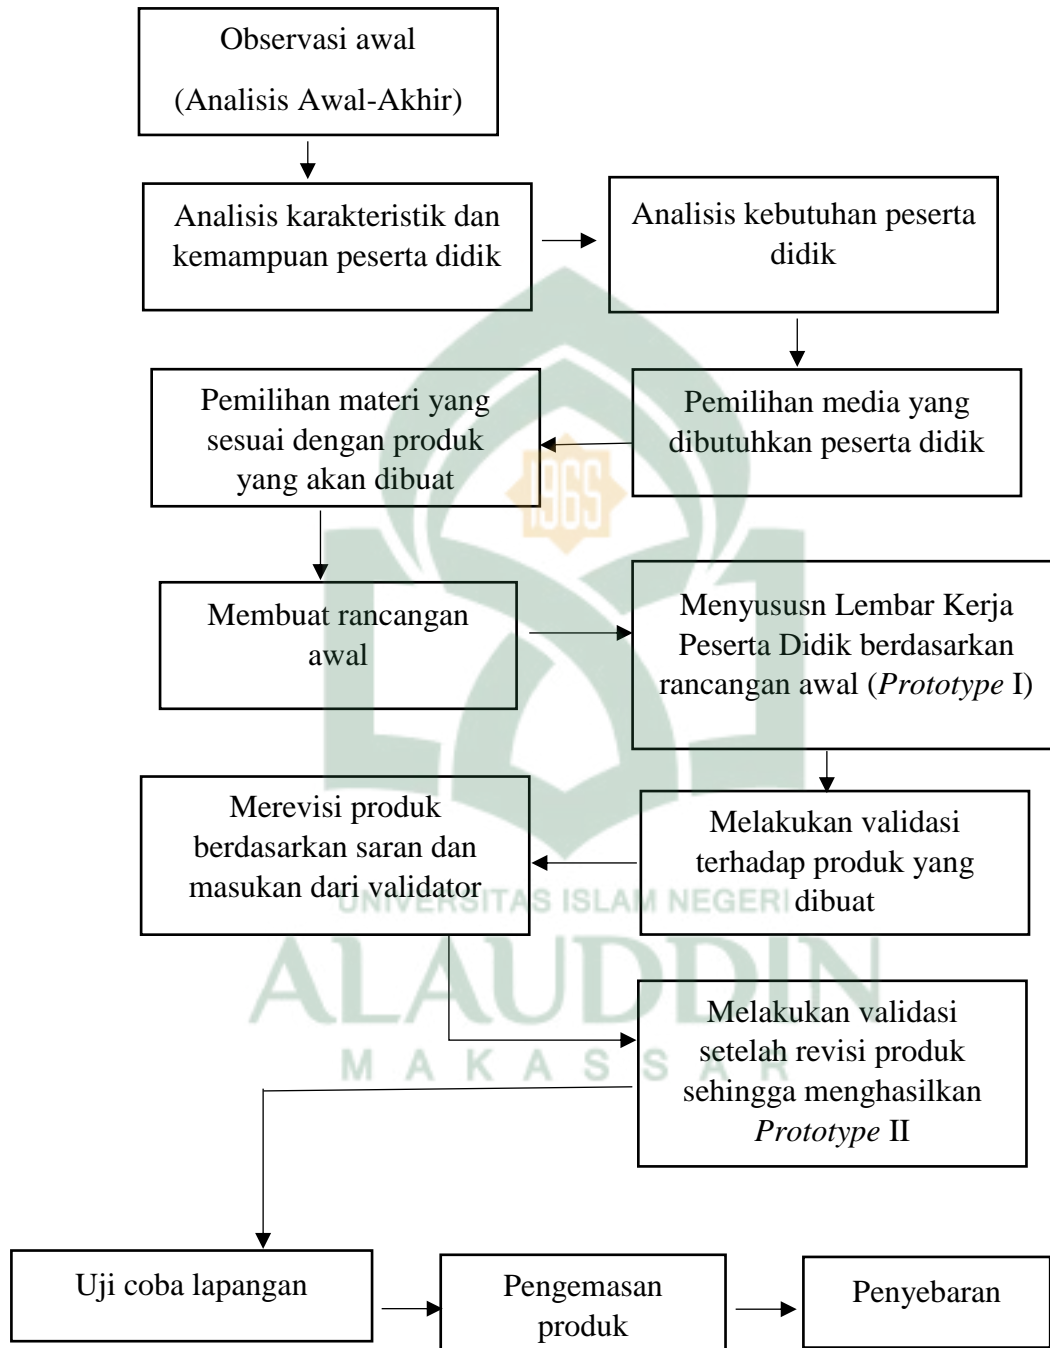 Observasi awal
(Analisis Awal-Akhir)
Analisis karakteristik dan
kemampuan peserta didik
Analisis kebutuhan peserta
didik
Pemilihan media yang
dibutuhkan peserta didik
Pemilihan materi yang
sesuai dengan produk
yang akan dibuat
1965
Membuat rancangan
awal
Menyususn Lembar Kerja
Peserta Didik berdasarkan
rancangan awal (Prototype I)
Melakukan validasi
terhadap produk yang
dibuat
Merevisi produk
berdasarkan saran dan
masukan dari validator
UNIVERSITAS ISLAM NEGERI
ALAUDDIN
MAKASSAR
Melakukan validasi
setelah revisi produk
sehingga menghasilkan
Prototype II
Uji coba lapangan
Pengemasan
produk
Penyebaran